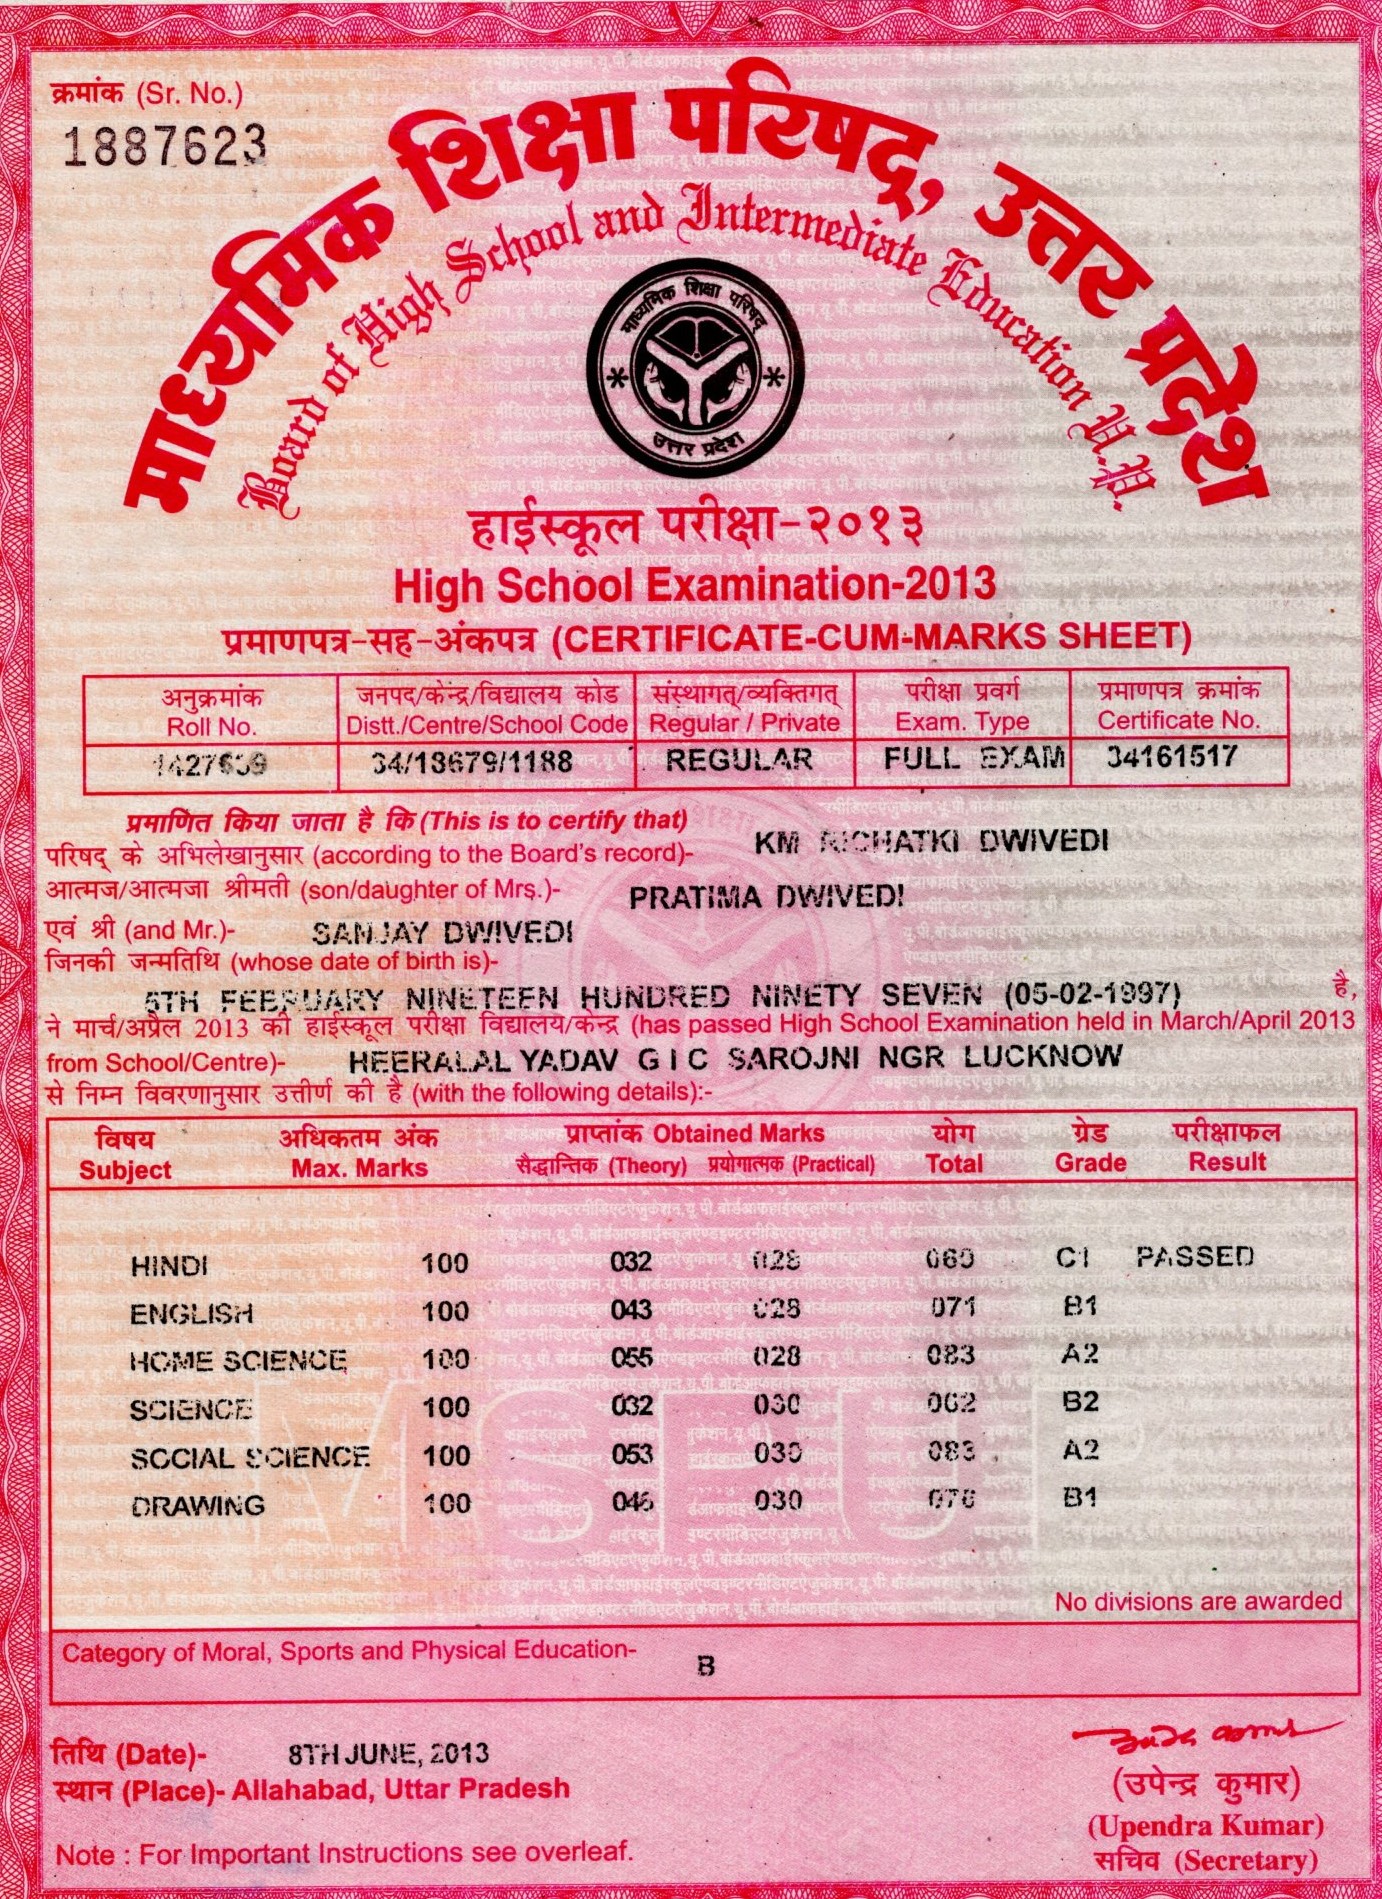 क्रमांक (Sr. No.)
1887623
माध्यमिक शिक्षा परिषद्, उत्तर प्रदेश
Board of High School and Intermediate Education U.P.
माध्यमिक शिक्षा परिषद्
उत्तर प्रदेश
हाईस्कूल परीक्षा-२०१३
High School Examination-2013
प्रमाणपत्र-सह-अंकपत्र (CERTIFICATE-CUM-MARKS SHEET)
अनुक्रमांक जनपद/केन्द्र/विद्यालय कोड संस्थागत्/व्यक्तिगत् परीक्षा प्रवर्ग प्रमाणपत्र क्रमांक
Roll No. Distt./Centre/School Code Regular / Private Exam. Type Certificate No.
34/18679/1188 REGULAR FULL EXAM 34161517
प्रमाणित किया जाता है कि (This is to certify that)
परिषद् के अभिलेखानुसार (according to the Board's record)- KM DWIVEDI
आत्मज/आत्मजा श्रीमती (son/daughter of Mrs.)- PRATIMA DWIVEDI
एवं श्री (and Mr.)- SANJAY DWIVEDI
जिनकी जन्मतिथि (whose date of birth is)-
5TH FEBRUARY NINETEEN HUNDRED NINETY SEVEN (05-02-1997) है,
ने मार्च/अप्रैल 2013 की हाईस्कूल परीक्षा विद्यालय/केन्द्र (has passed High School Examination held in March/April 2013
from School/Centre)- HEERALAL YADAV G I C SAROJNI NGR LUCKNOW
से निम्न विवरणानुसार उत्तीर्ण की है (with the following details):-
विषय अधिकतम अंक प्राप्तांक Obtained Marks योग ग्रेड परीक्षाफल
Subject Max. Marks सैद्धान्तिक (Theory) प्रयोगात्मक (Practical) Total Grade Result
HINDI 100 032 028 060 C1 PASSED
ENGLISH 100 043 028 071 B1
HOME SCIENCE 100 055 028 083 A2
SCIENCE 100 032 030 062 B2
SOCIAL SCIENCE 100 053 030 083 A2
DRAWING 100 046 030 076 B1
No divisions are awarded
Category of Moral, Sports and Physical Education- B
तिथि (Date)- 8TH JUNE, 2013
स्थान (Place)- Allahabad, Uttar Pradesh
(उपेन्द्र कुमार)
(Upendra Kumar)
सचिव (Secretary)
Note : For Important Instructions see overleaf.